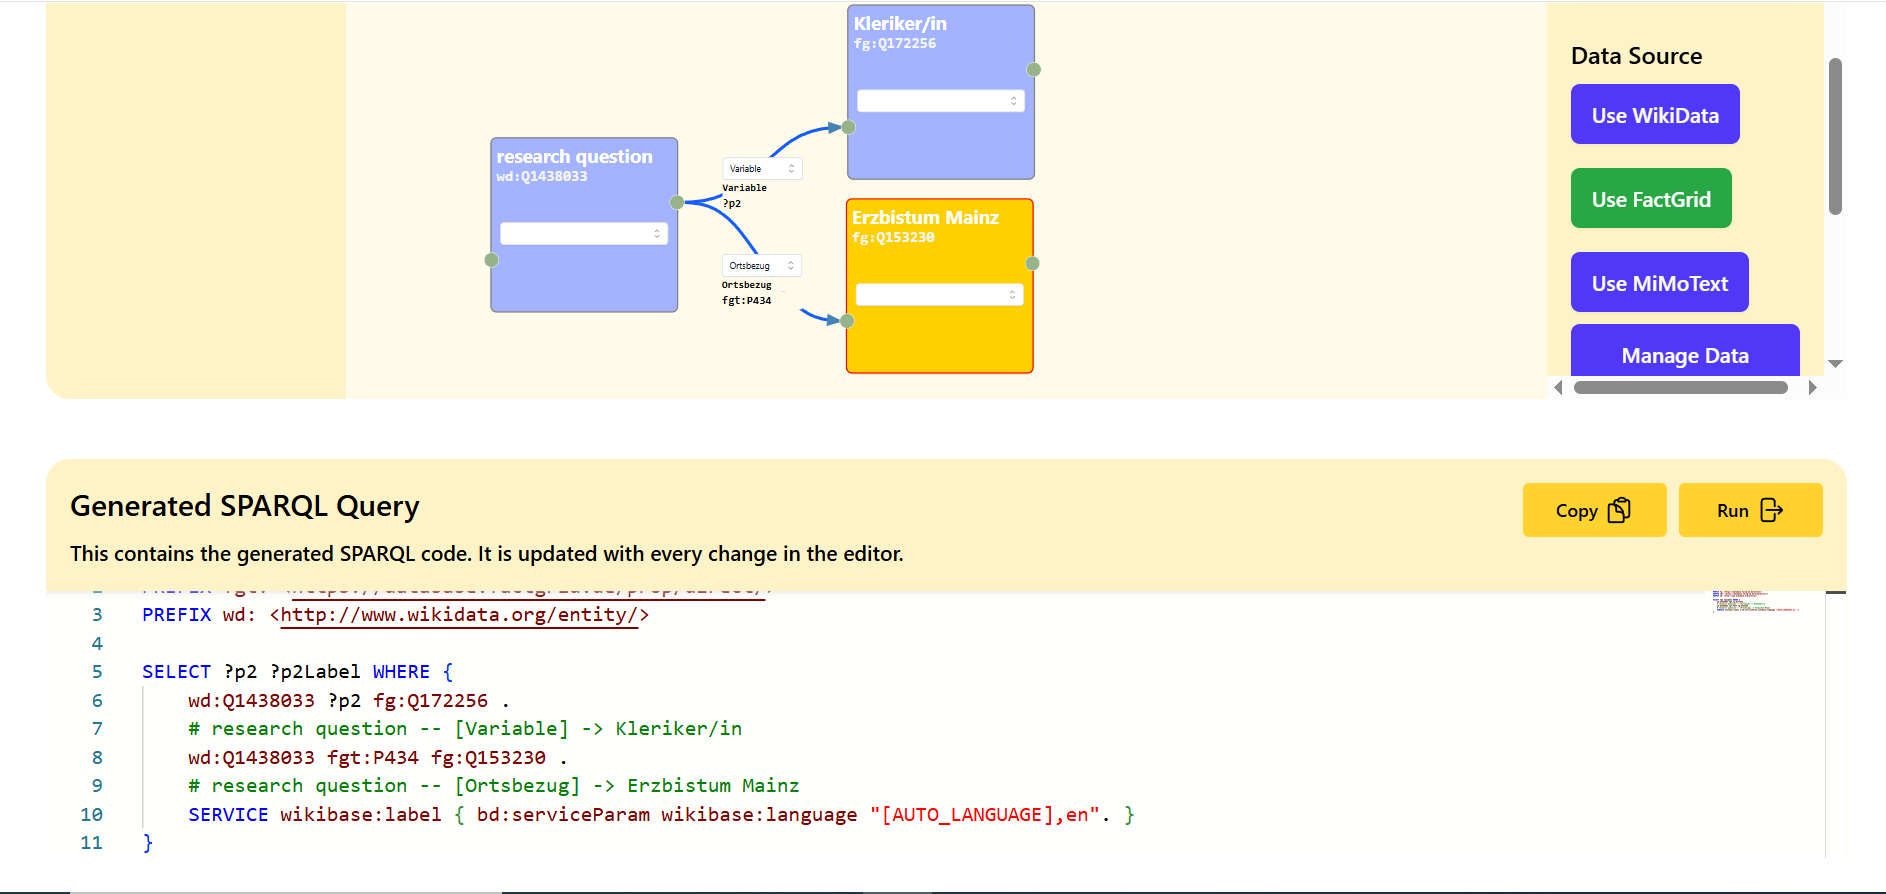 Kleriker/in
fg:Q172256
research question
wd:Q1438033
Variable
Variable
?p2
Erzbistum Mainz
fg:Q153230
Ortsbezug
Ortsbezug
fgt:P434
Data Source
Use WikiData
Use FactGrid
Use MiMoText
Manage Data
Generated SPARQL Query
This contains the generated SPARQL code. It is updated with every change in the editor.
Copy
Run
3 PREFIX wd: <http://www.wikidata.org/entity/>
4
5 SELECT ?p2 ?p2Label WHERE {
6 wd:Q1438033 ?p2 fg:Q172256 .
7 # research question -- [Variable] -> Kleriker/in
8 wd:Q1438033 fgt:P434 fg:Q153230 .
9 # research question -- [Ortsbezug] -> Erzbistum Mainz
10 SERVICE wikibase:label { bd:serviceParam wikibase:language "[AUTO_LANGUAGE],en". }
11 }